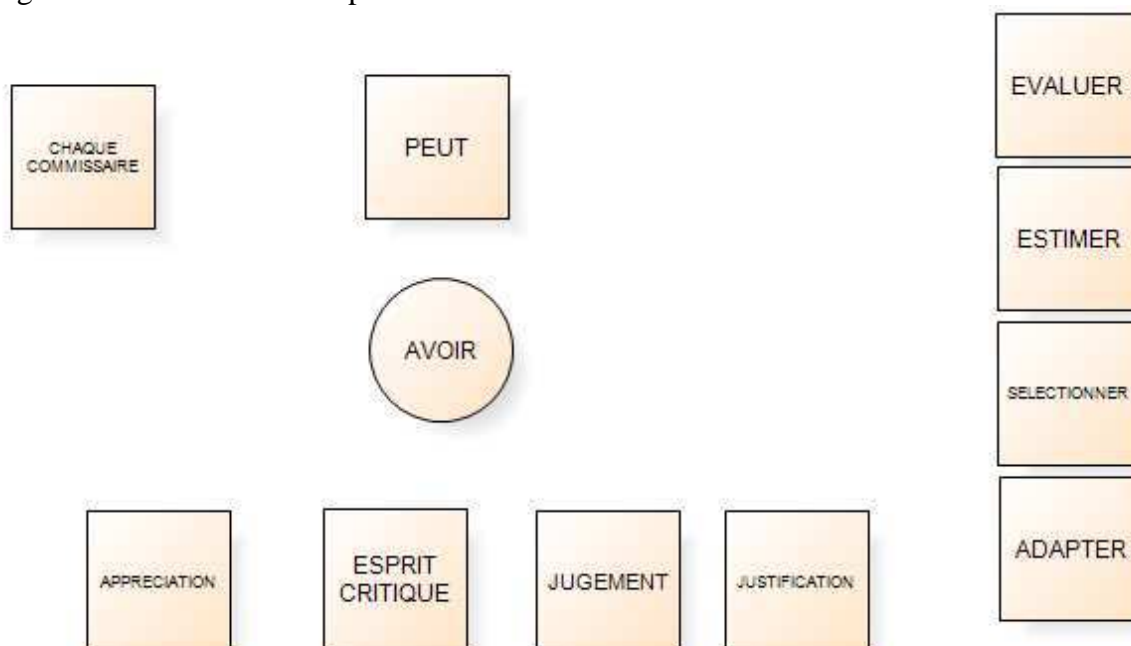 CHAQUE
COMMISSAIRE
PEUT
AVOIR
APPRECIATION
ESPRIT
CRITIQUE
JUGEMENT
JUSTIFICATION
EVALUER
ESTIMER
SELECTIONNER
ADAPTER